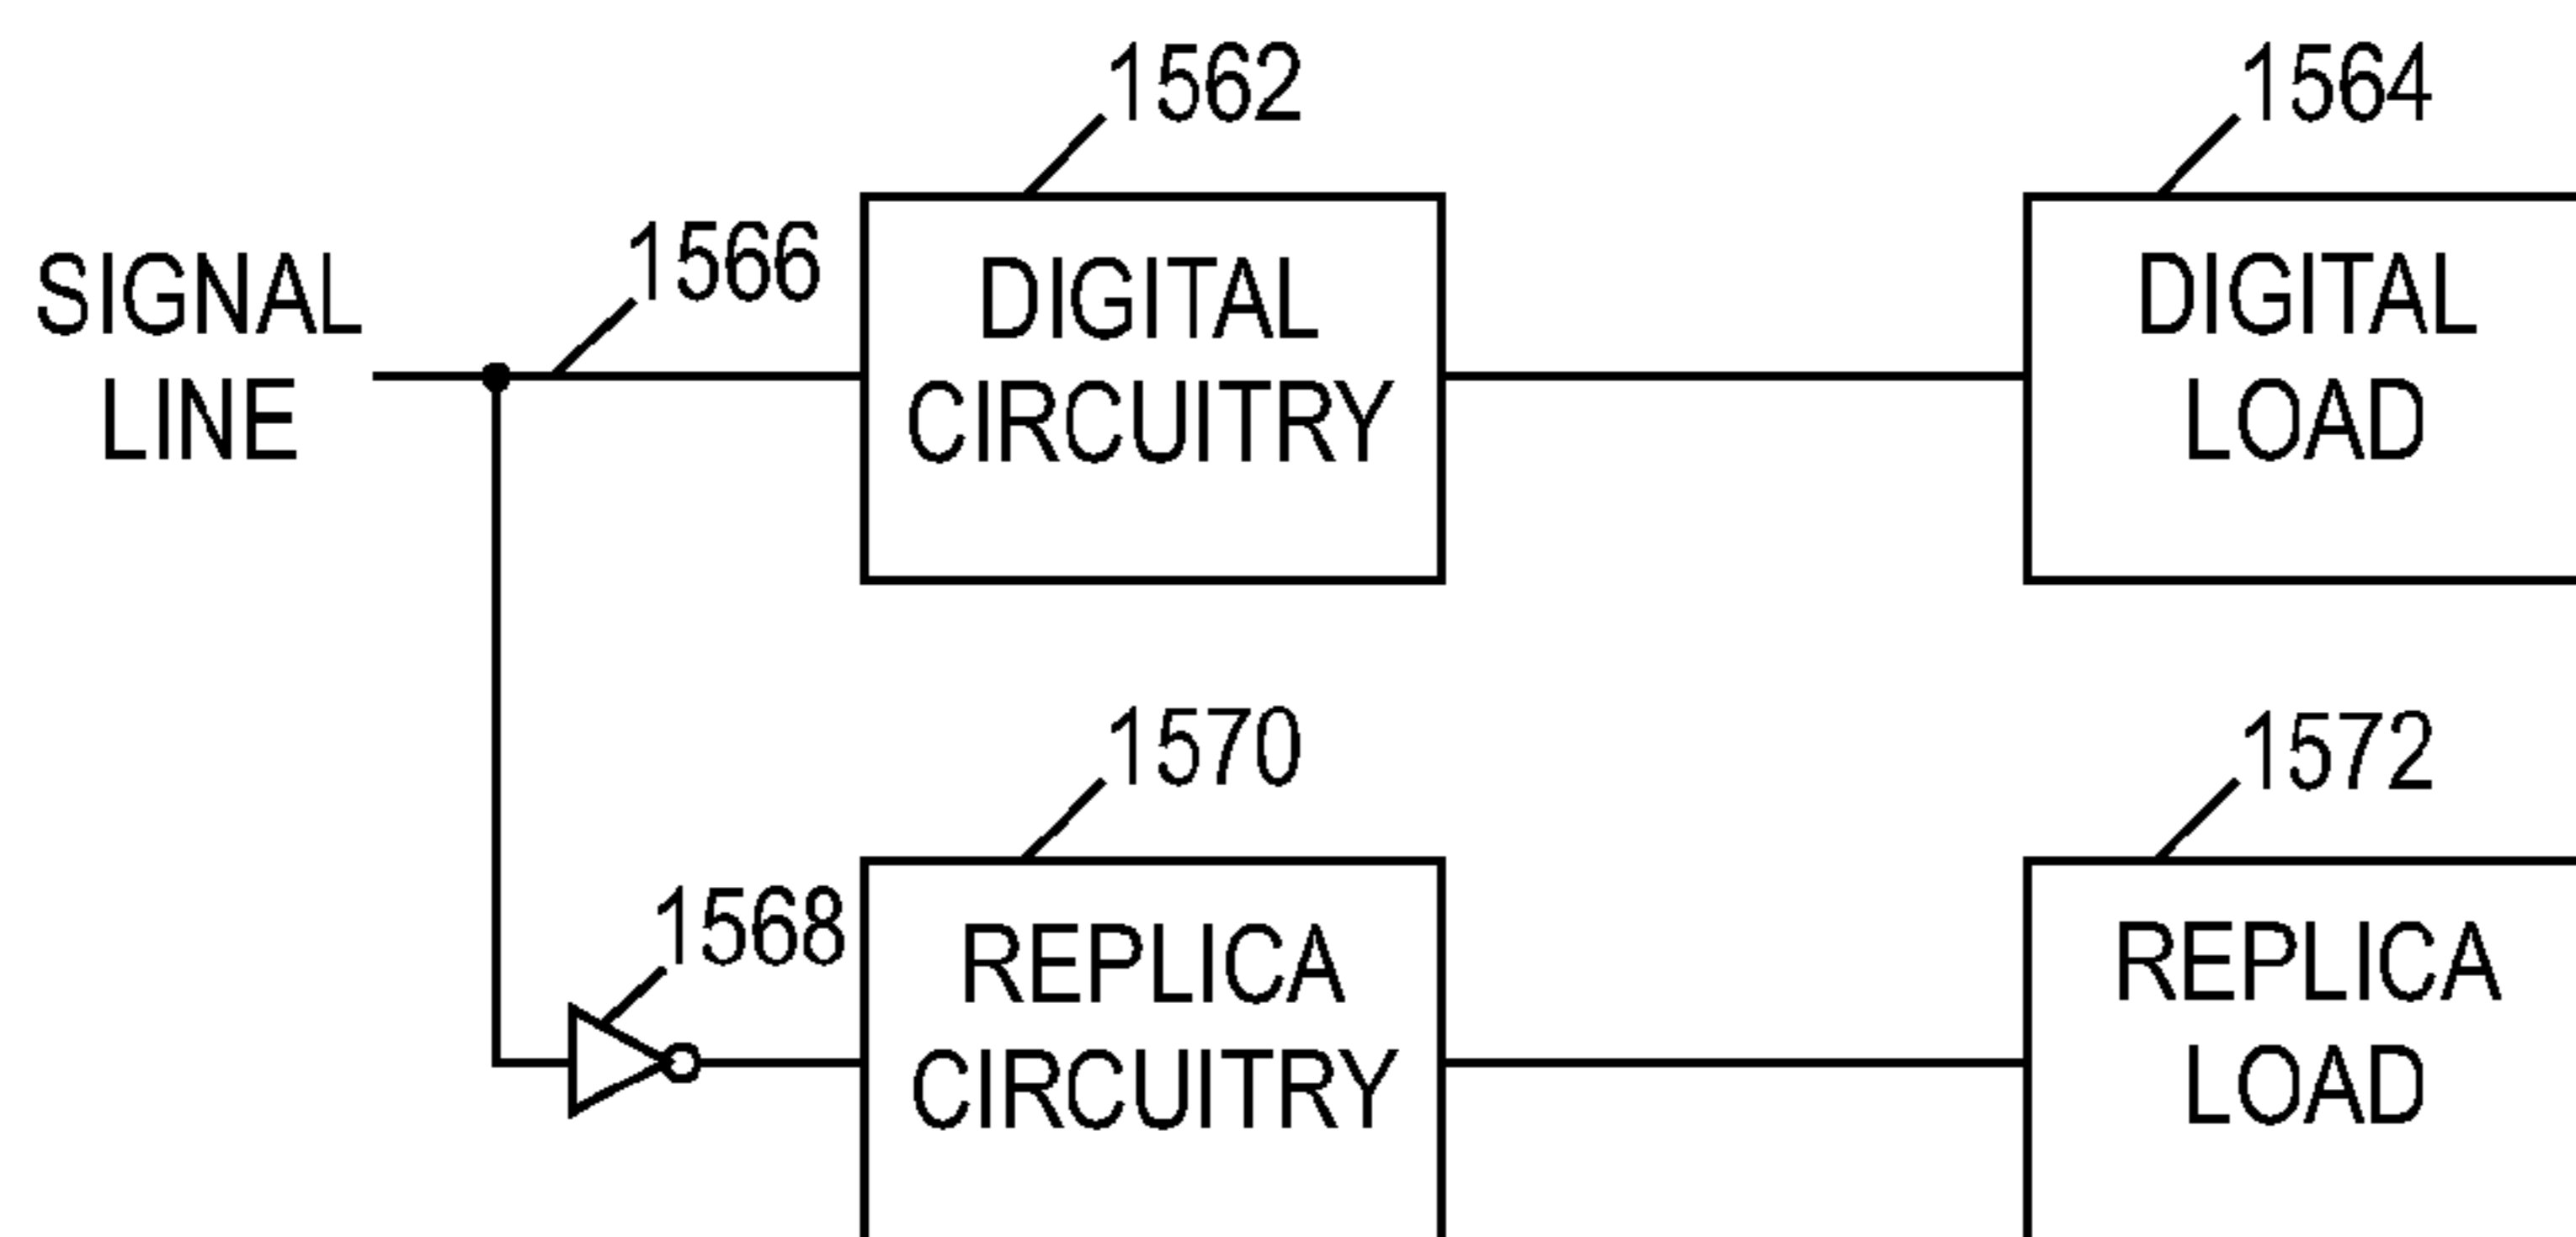 1562
1564
1566
SIGNAL
LINE
DIGITAL
CIRCUITRY
DIGITAL
LOAD
1570
1572
1568
REPLICA
CIRCUITRY
REPLICA
LOAD